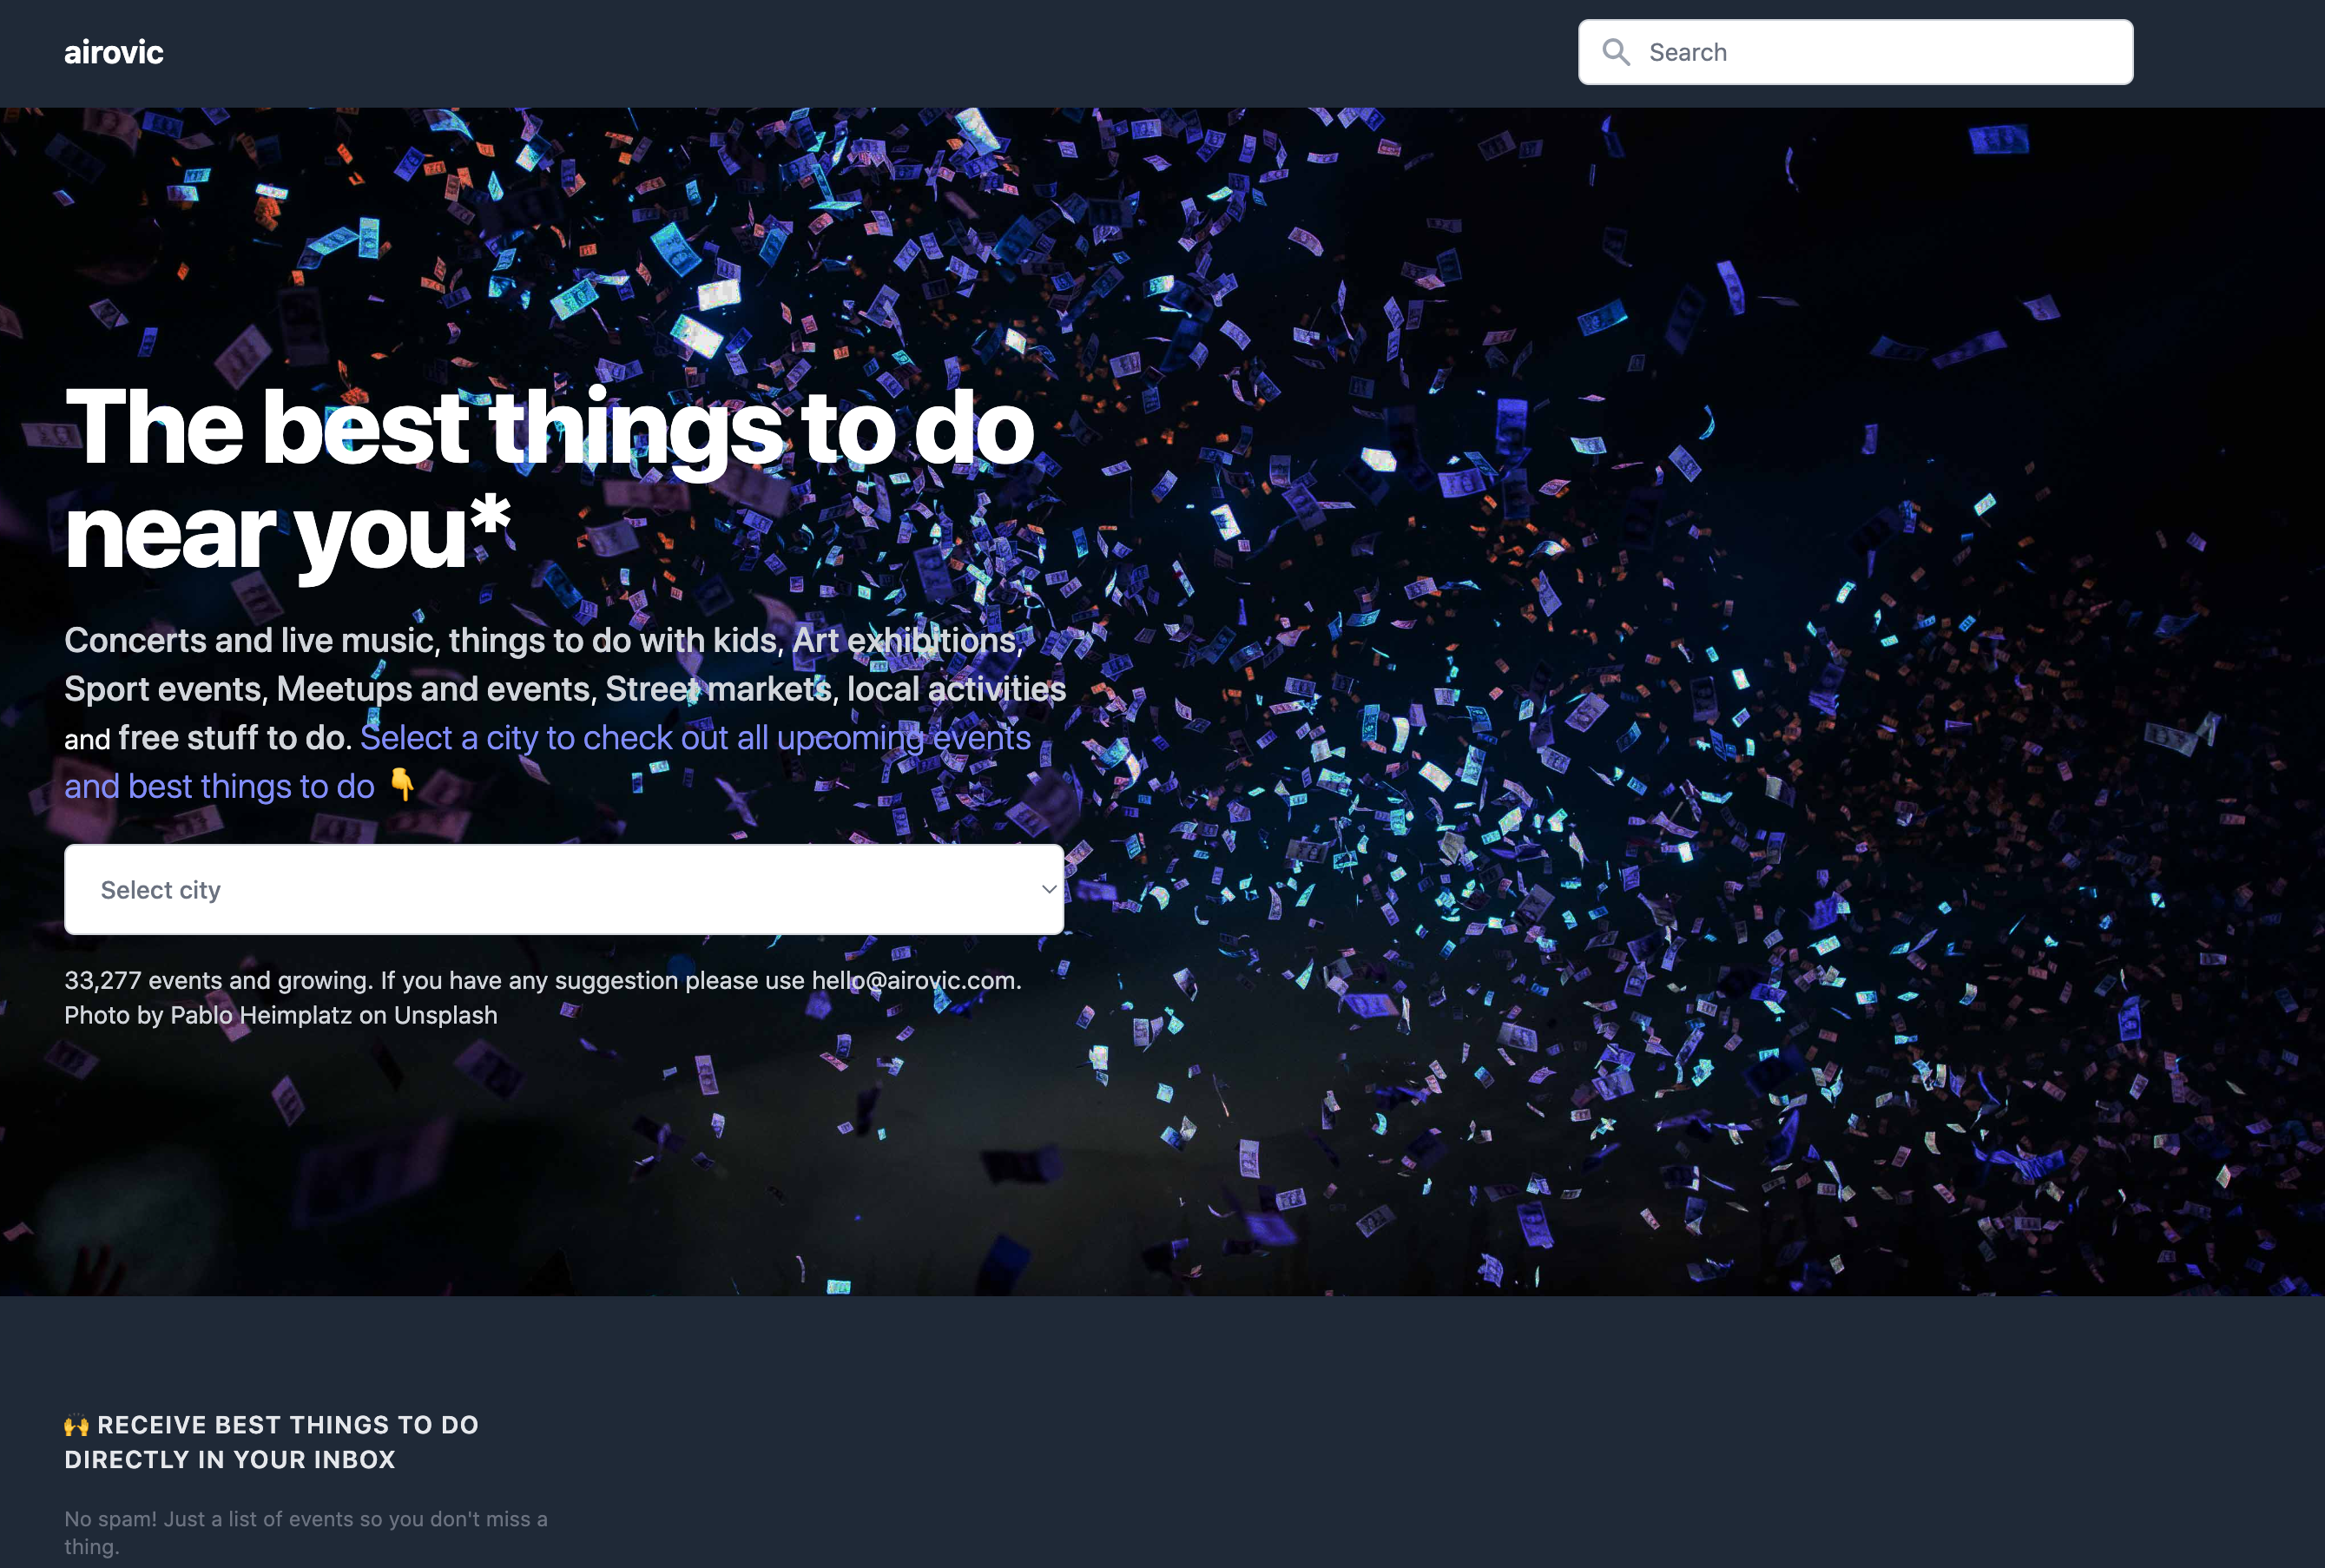 airovic
Search
The best things to do
near you*
Concerts and live music, things to do with kids, Art exhibitions,
Sport events, Meetups and events, Street markets, local activities
and free stuff to do. Select a city to check out all upcoming events
and best things to do 👇
Select city
33,277 events and growing. If you have any suggestion please use hello@airovic.com.
Photo by Pablo Heimplatz on Unsplash
🙌 RECEIVE BEST THINGS TO DO
DIRECTLY IN YOUR INBOX
No spam! Just a list of events so you don't miss a
thing.